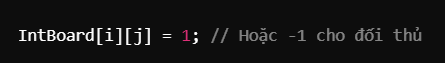 IntBoard[i][j] = 1; // Hoặc -1 cho đối thủ